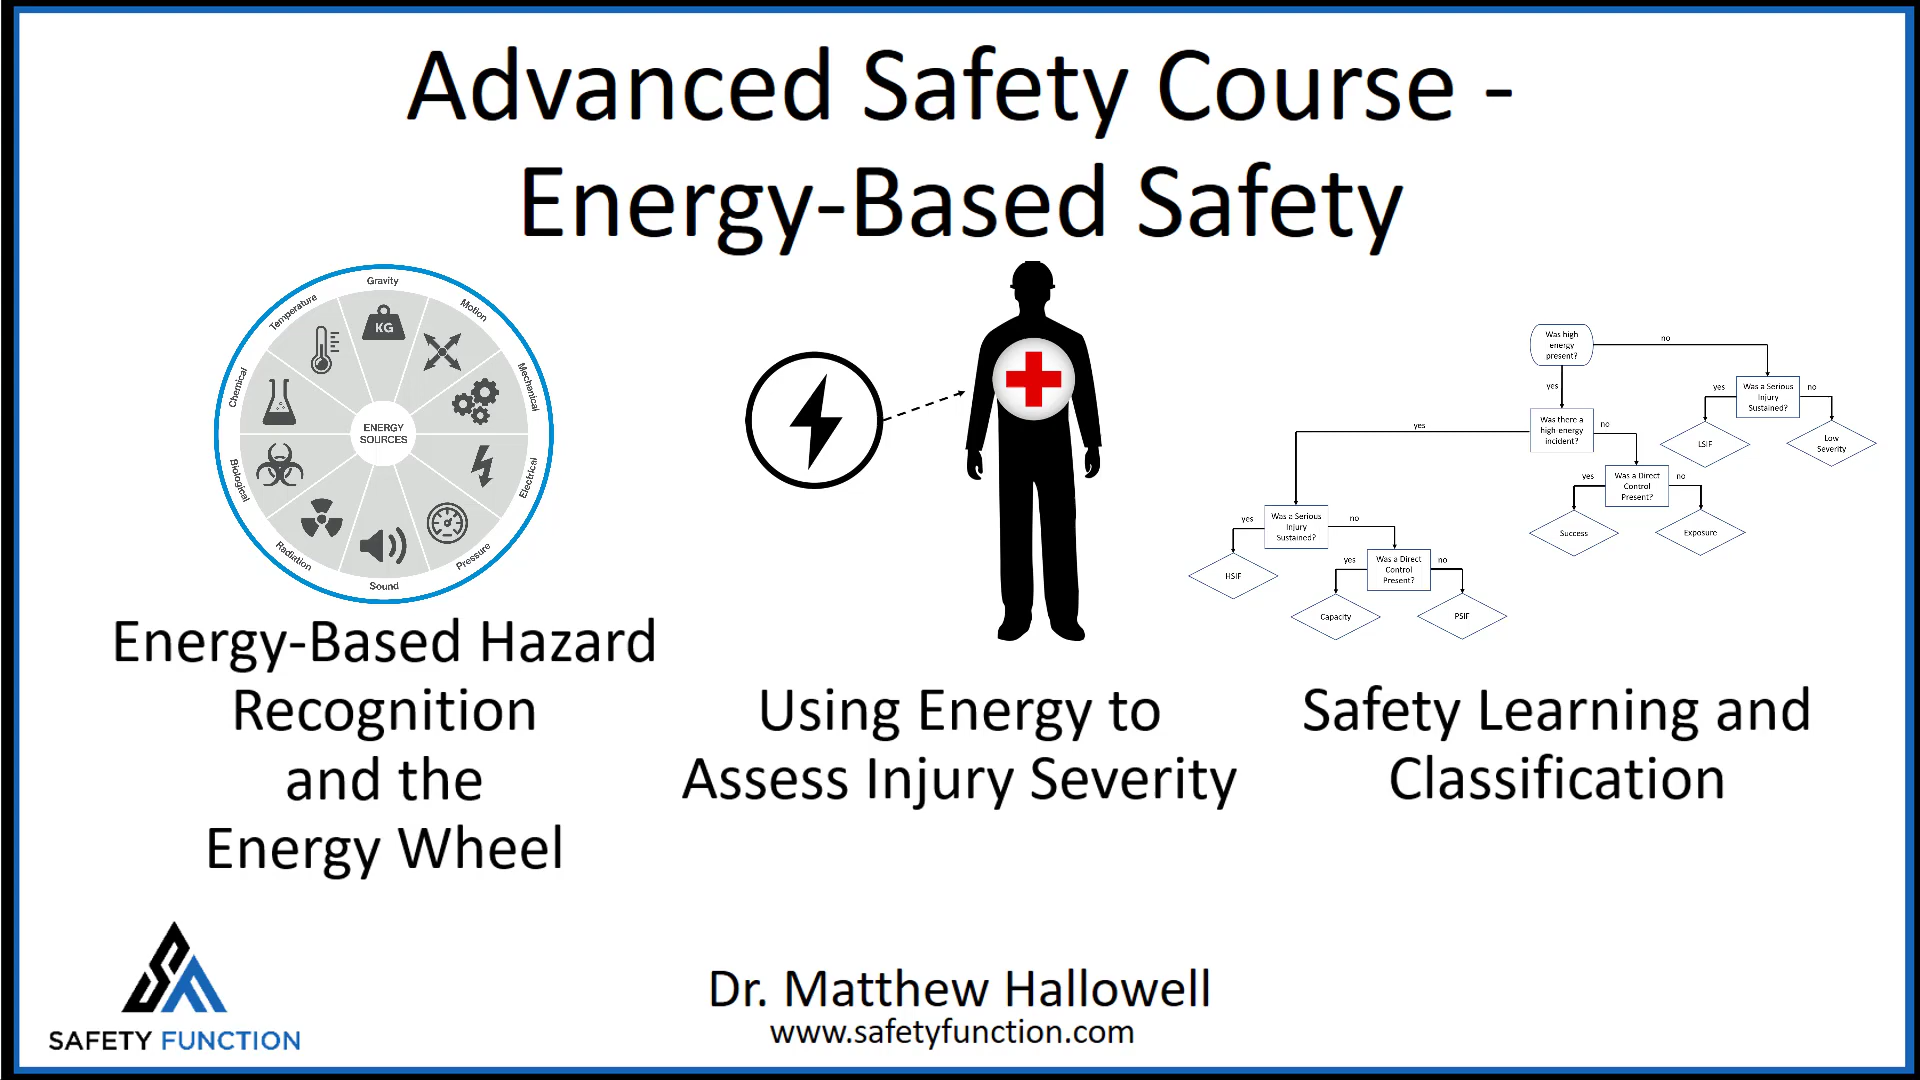 Advanced Safety Course -
Energy-Based Safety
Gravity
Motion
Mechanical
Electrical
Pressure
Sound
Radiation
Biological
Chemical
Temperature
KG
ENERGY
SOURCES
Was high
energy
present?
no
yes
Was a Serious
Injury
Sustained?
yes
no
LSIF
Low
Severity
Was there a
high-energy
incident?
yes
no
Was a Direct
Control
Present?
yes
no
Success
Exposure
Was a Serious
Injury
Sustained?
yes
no
HSIF
Was a Direct
Control
Present?
yes
no
Capacity
PSIF
Energy-Based Hazard
Recognition
and the
Energy Wheel
Using Energy to
Assess Injury Severity
Safety Learning and
Classification
SAFETY FUNCTION
Dr. Matthew Hallowell
www.safetyfunction.com